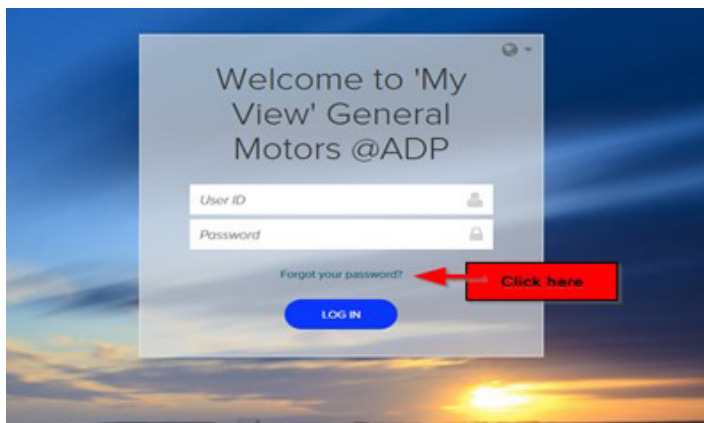 Welcome to 'My
View' General
Motors @ADP
User ID
Password
Forgot your password?
Click here
LOG IN